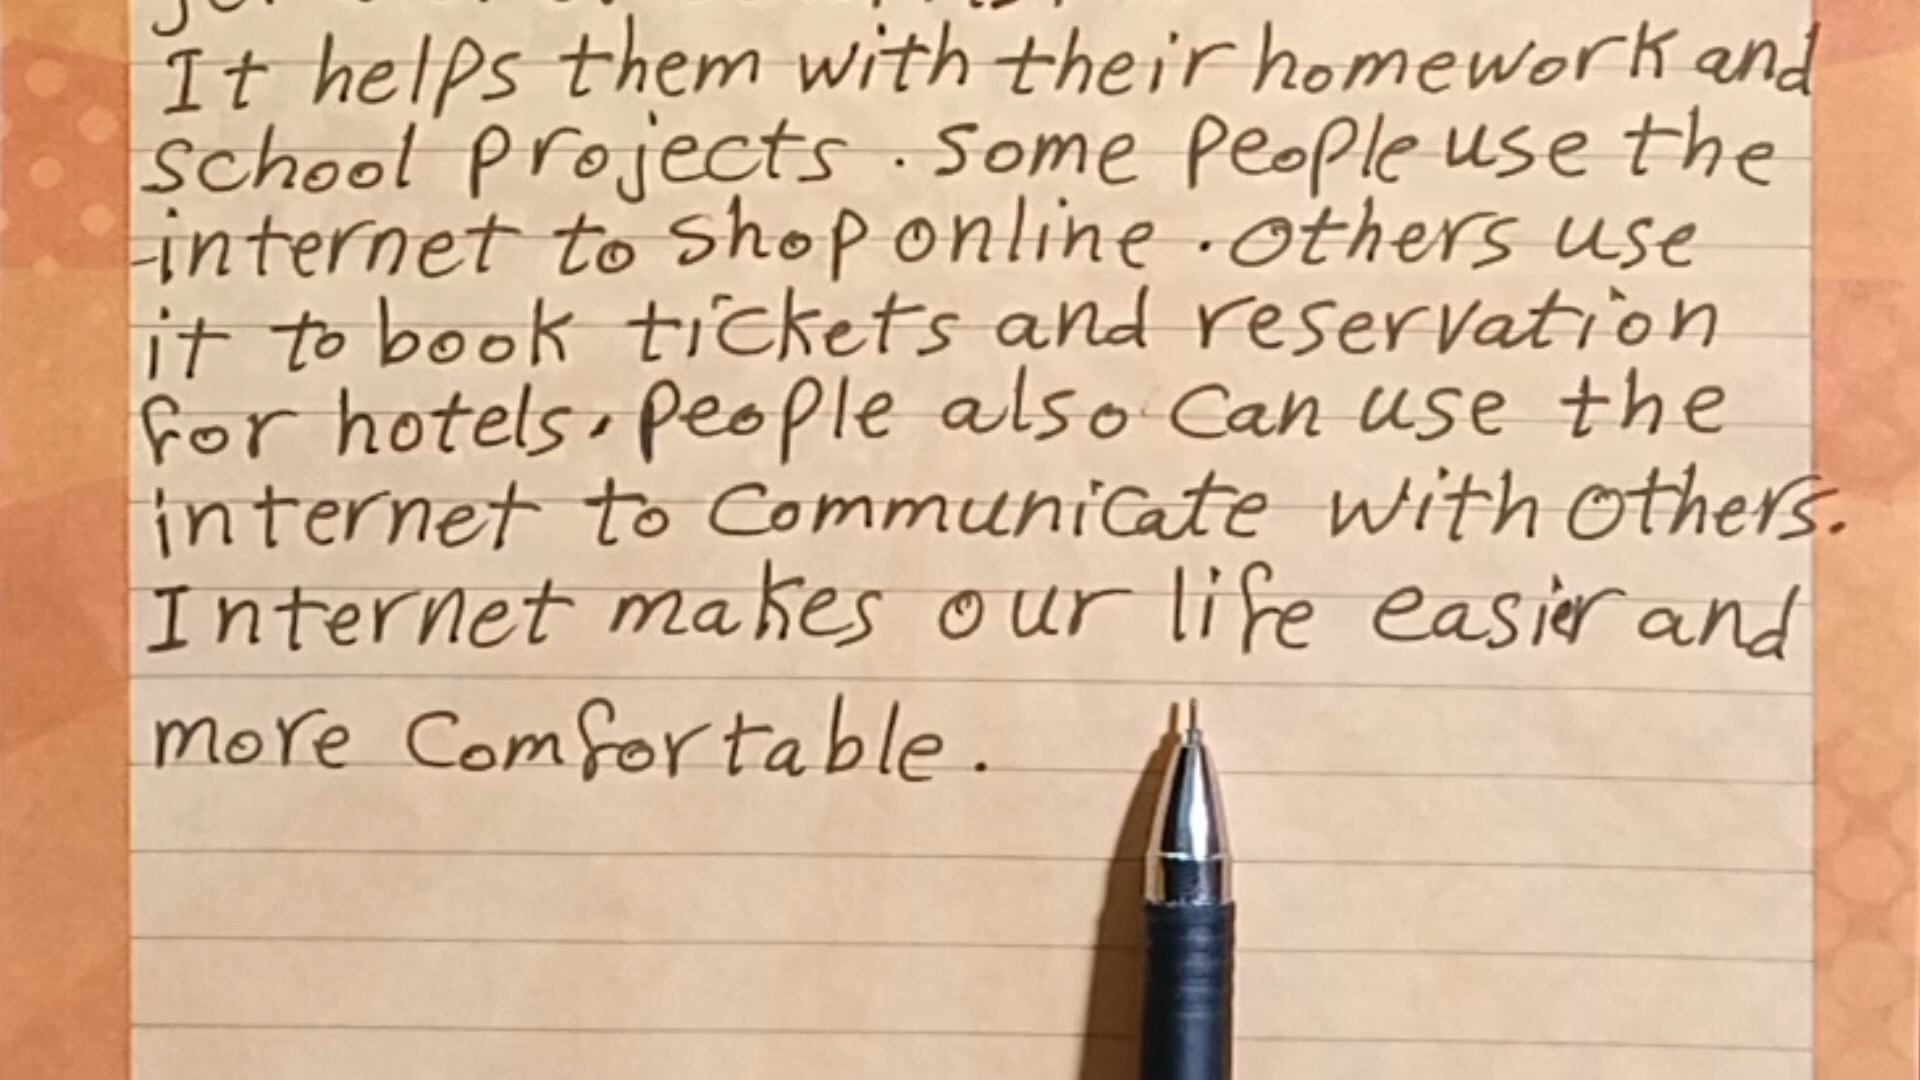 It helps them with their homework and
school projects. Some people use the
internet to shop online. Others use
it to book tickets and reservation
for hotels. People also can use the
internet to communicate with others.
Internet makes our life easier and
more comfortable.